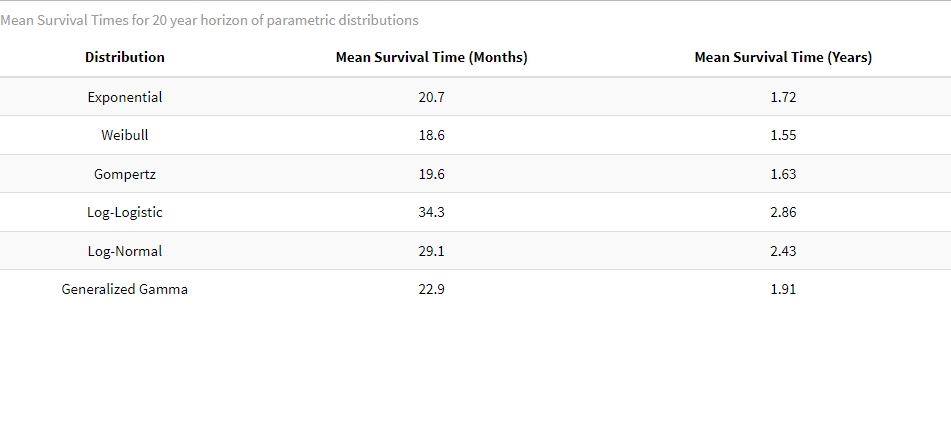 Mean Survival Times for 20 year horizon of parametric distributions
Distribution Mean Survival Time (Months) Mean Survival Time (Years)
Exponential 20.7 1.72
Weibull 18.6 1.55
Gompertz 19.6 1.63
Log-Logistic 34.3 2.86
Log-Normal 29.1 2.43
Generalized Gamma 22.9 1.91